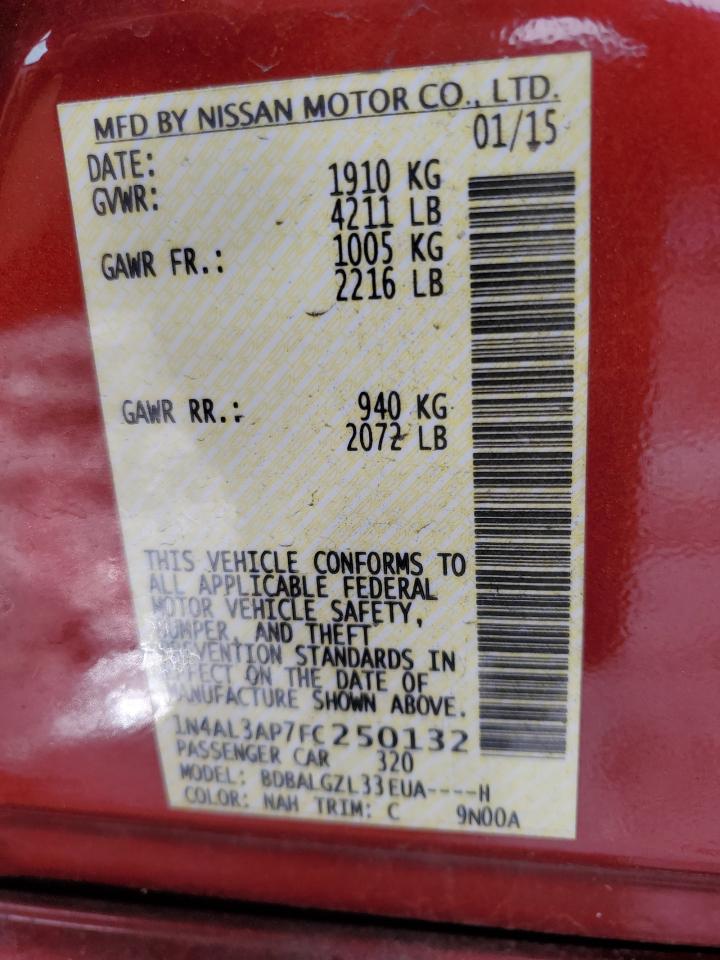 MFD BY NISSAN MOTOR CO., LTD.
DATE: 01/15
GVWR: 1910 KG
4211 LB
GAWR FR.: 1005 KG
2216 LB
GAWR RR.: 940 KG
2072 LB
THIS VEHICLE CONFORMS TO
ALL APPLICABLE FEDERAL
MOTOR VEHICLE SAFETY,
BUMPER, AND THEFT
PREVENTION STANDARDS IN
EFFECT ON THE DATE OF
MANUFACTURE SHOWN ABOVE.
1N4AL3AP7FC250132
PASSENGER CAR 320
MODEL: BDBALGZL33EUA----H
COLOR: NAH TRIM: C 9N00A